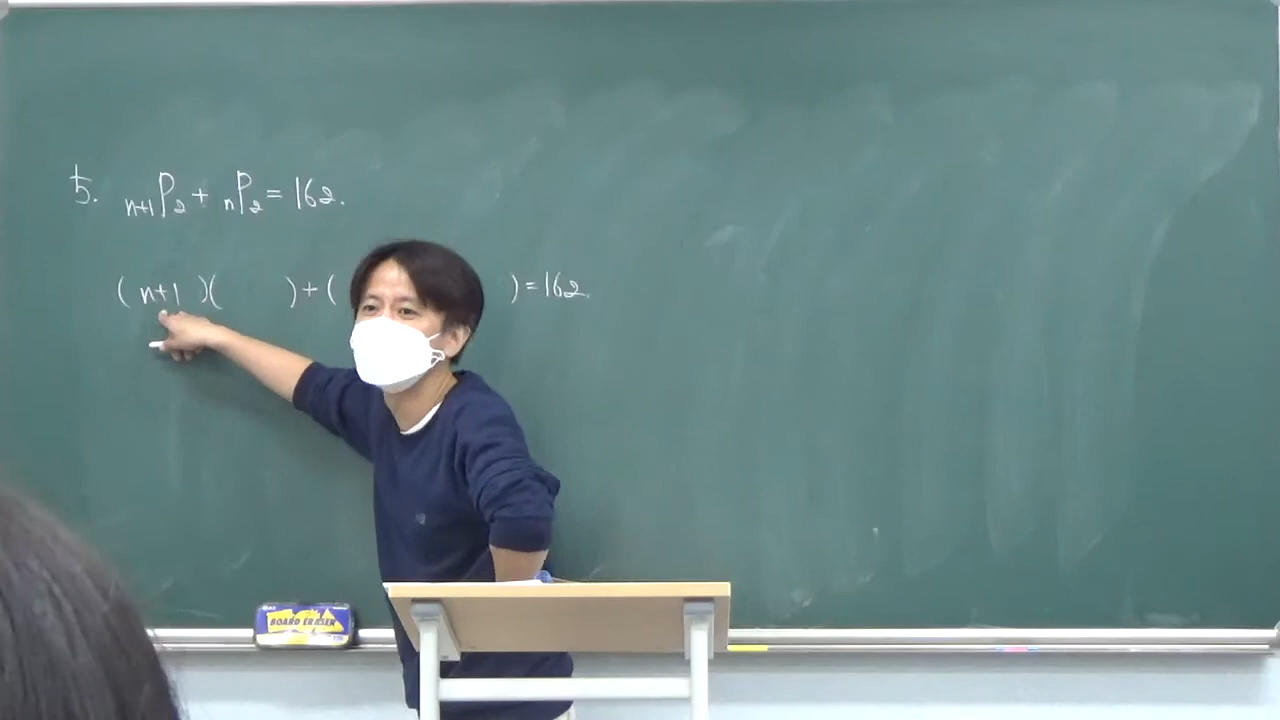 5. n+1P2 + nP2 = 162.
( n+1 )( ) + ( ) = 162.
BOARD ERASER